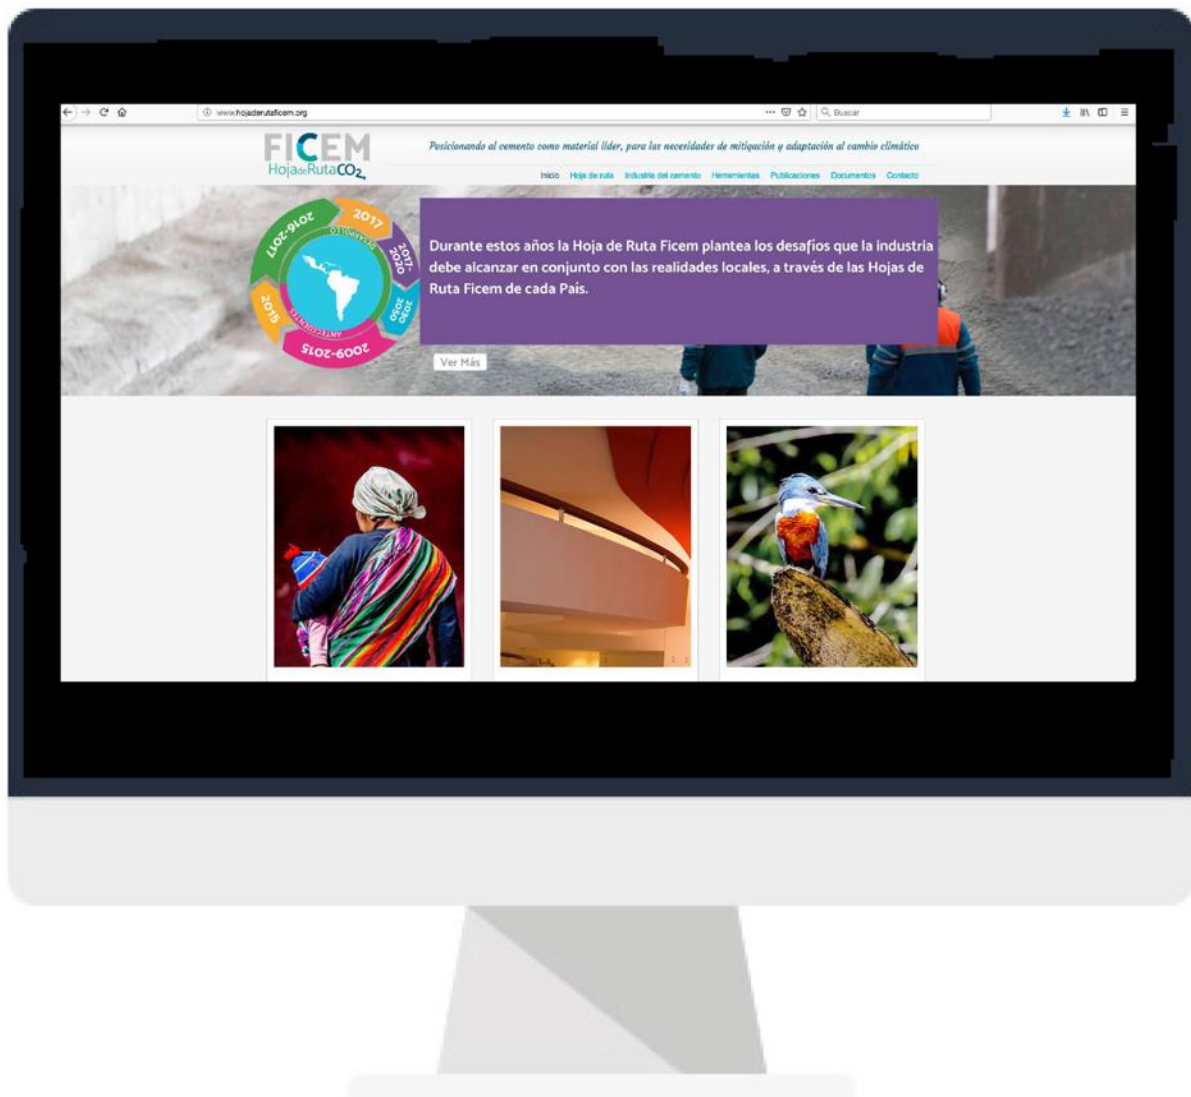 www.hojaderutaficem.org
Buscar
FICEM
HojadeRutaCO2
Posicionando al cemento como material líder, para las necesidades de mitigación y adaptación al cambio climático
Inicio Hoja de ruta Industria del cemento Herramientas Publicaciones Documentos Contacto
2016-2017
2017
2017-2020
2030
2050
2009-2015
2015
DESARROLLO
ANTECEDENTES
Durante estos años la Hoja de Ruta Ficem plantea los desafíos que la industria
debe alcanzar en conjunto con las realidades locales, a través de las Hojas de
Ruta Ficem de cada País.
Ver Más